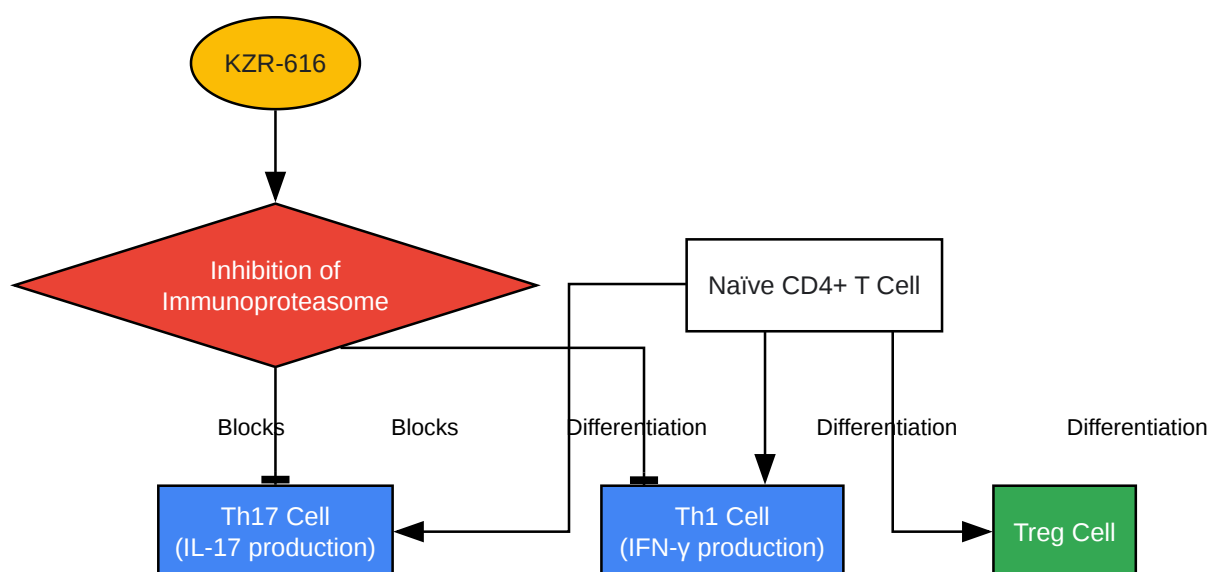 KZR-616
Inhibition of
Immunoproteasome
Naïve CD4+ T Cell
Blocks
Blocks
Differentiation
Differentiation
Differentiation
Th17 Cell
(IL-17 production)
Th1 Cell
(IFN-γ production)
Treg Cell